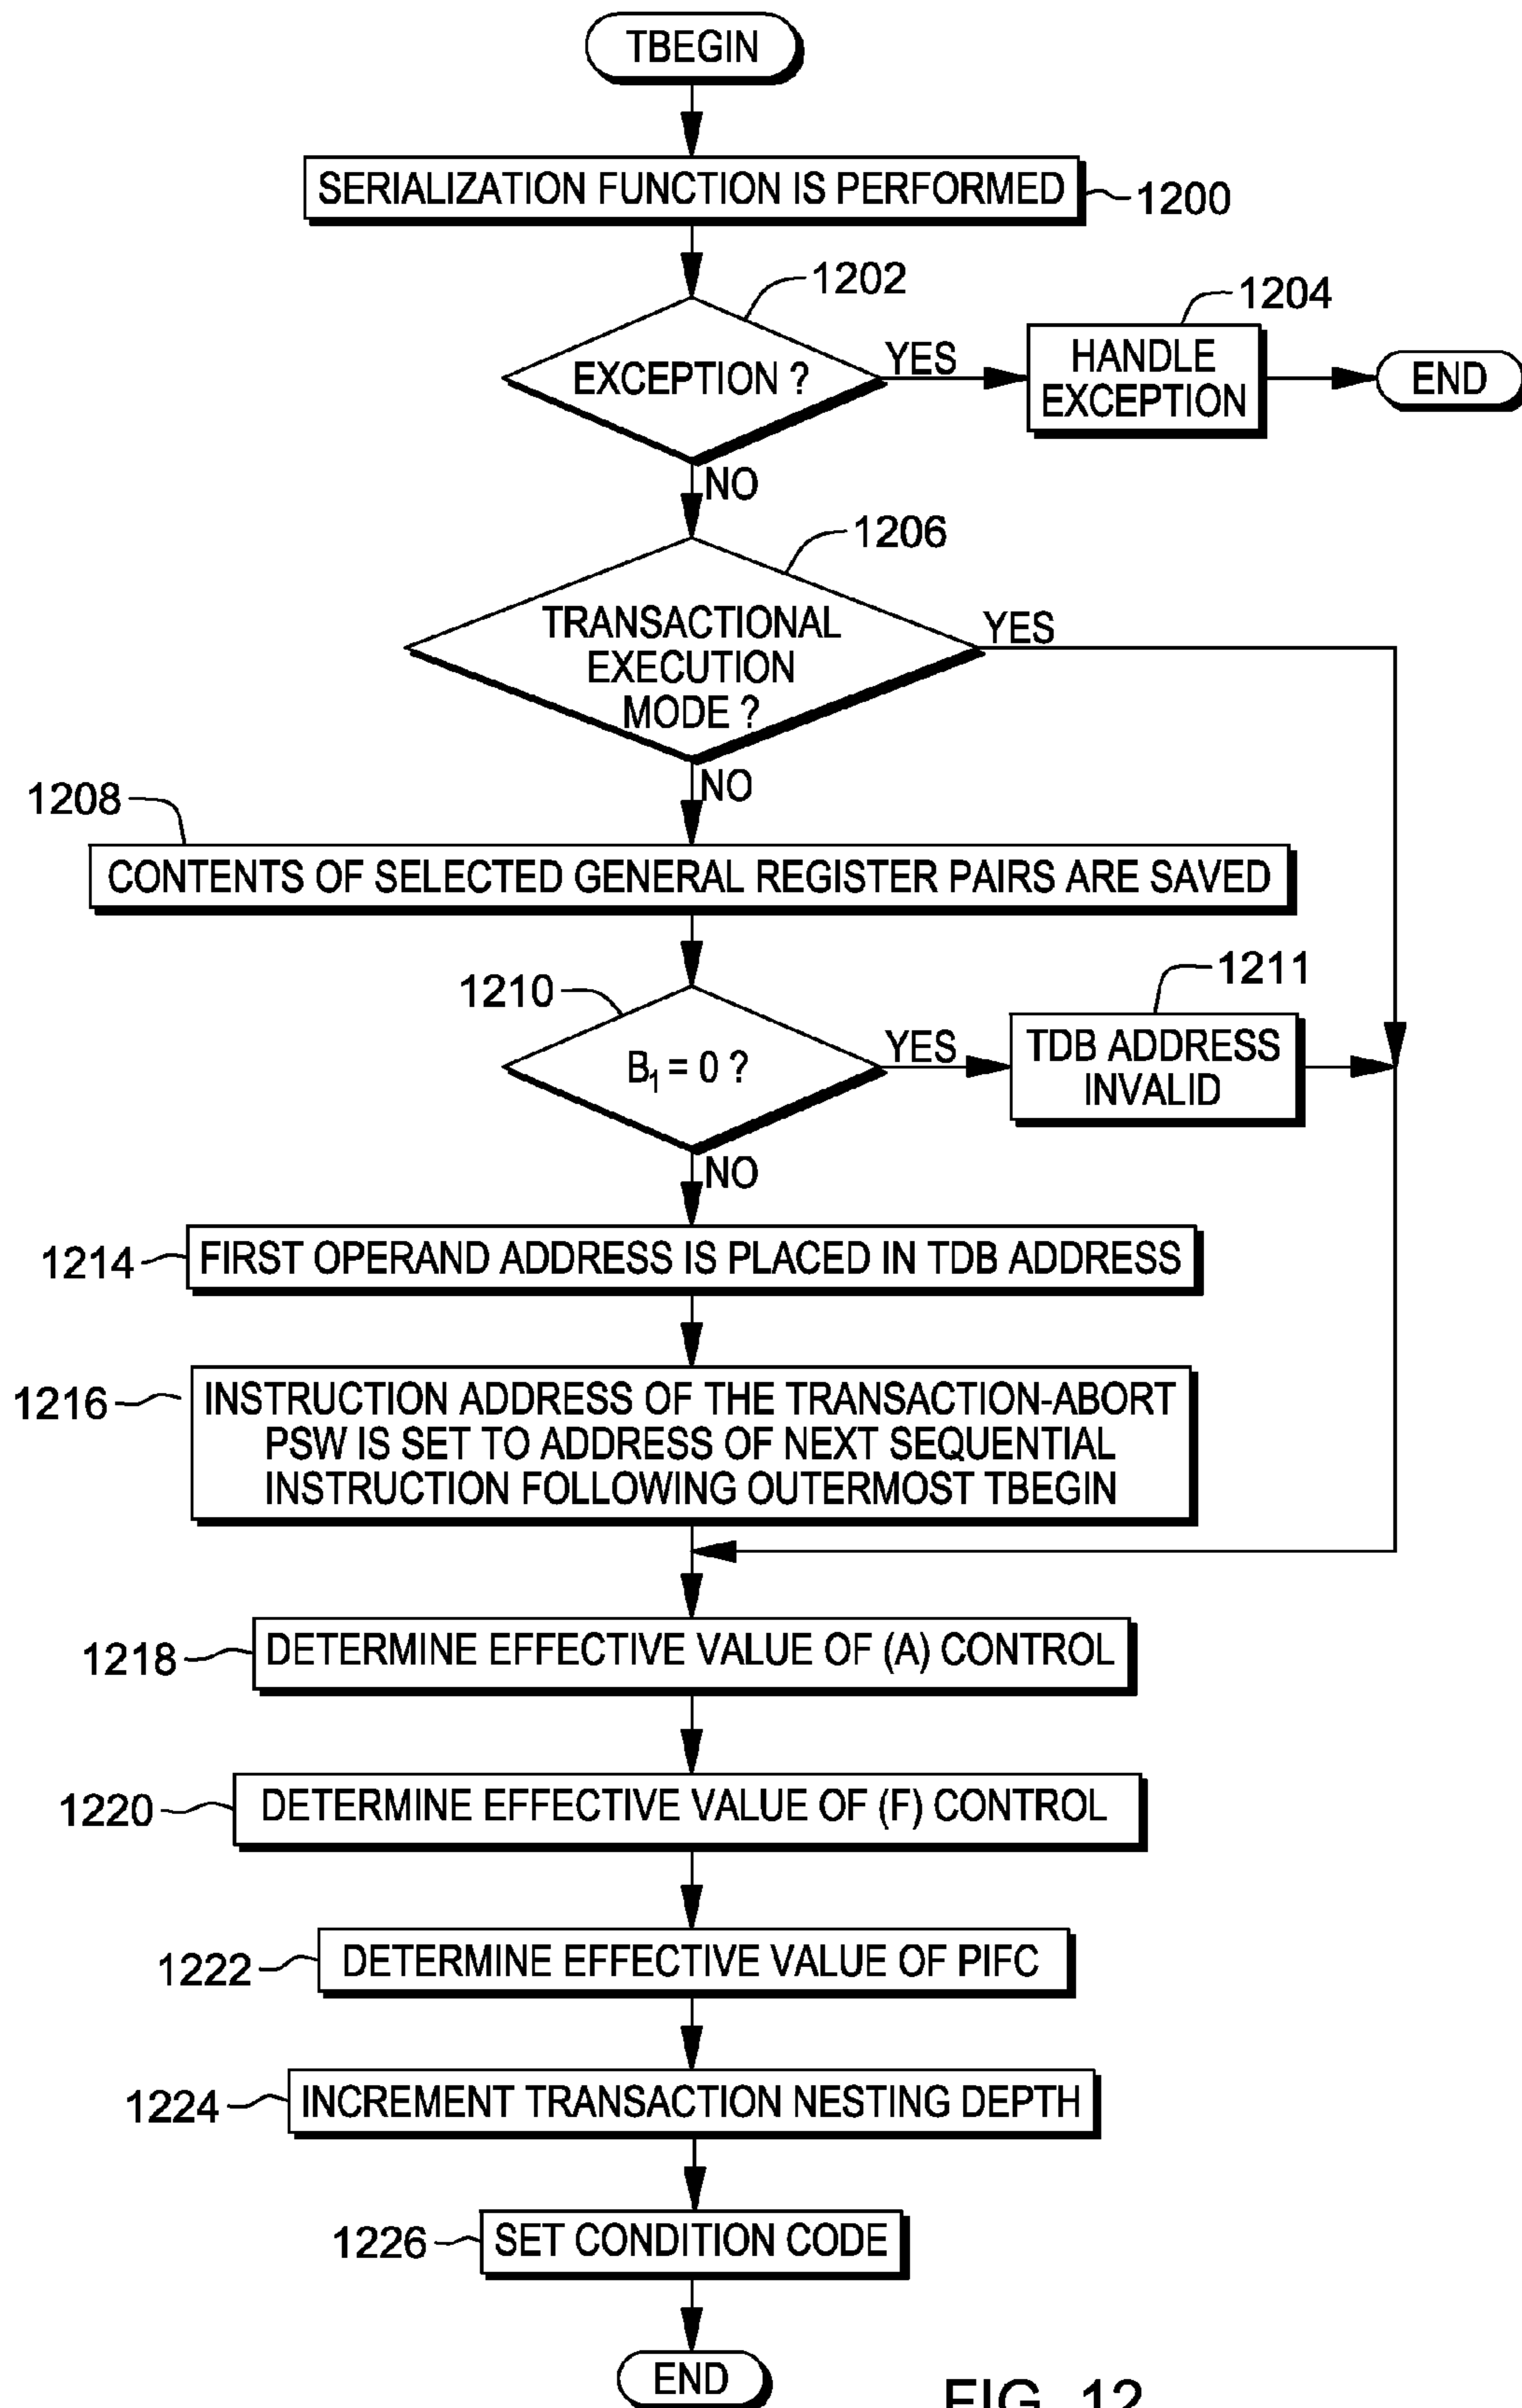 TBEGIN
SERIALIZATION FUNCTION IS PERFORMED
1200
1202
1204
EXCEPTION ?
YES
HANDLE
EXCEPTION
END
NO
1206
TRANSACTIONAL
EXECUTION
MODE ?
YES
NO
1208
CONTENTS OF SELECTED GENERAL REGISTER PAIRS ARE SAVED
1210
1211
B1 = 0 ?
YES
TDB ADDRESS
INVALID
NO
1214
FIRST OPERAND ADDRESS IS PLACED IN TDB ADDRESS
1216
INSTRUCTION ADDRESS OF THE TRANSACTION-ABORT
PSW IS SET TO ADDRESS OF NEXT SEQUENTIAL
INSTRUCTION FOLLOWING OUTERMOST TBEGIN
1218
DETERMINE EFFECTIVE VALUE OF (A) CONTROL
1220
DETERMINE EFFECTIVE VALUE OF (F) CONTROL
1222
DETERMINE EFFECTIVE VALUE OF PIFC
1224
INCREMENT TRANSACTION NESTING DEPTH
1226
SET CONDITION CODE
END
FIG. 12